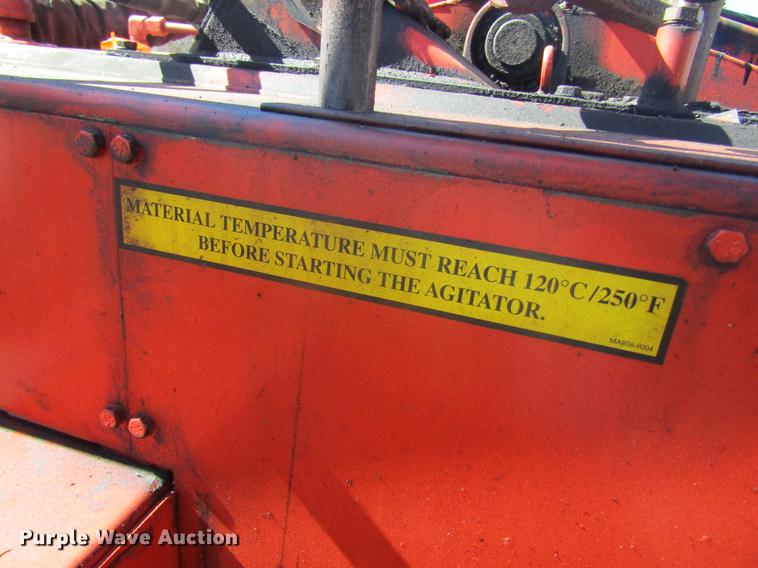 MATERIAL TEMPERATURE MUST REACH 120°C/250°F
BEFORE STARTING THE AGITATOR.
MAR06-9004
Purple Wave Auction